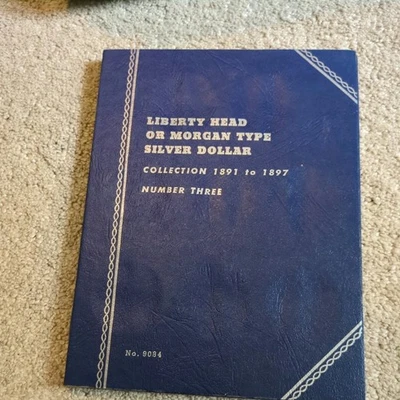 LIBERTY HEAD
OR MORGAN TYPE
SILVER DOLLAR
COLLECTION 1891 to 1897
NUMBER THREE
No. 9084